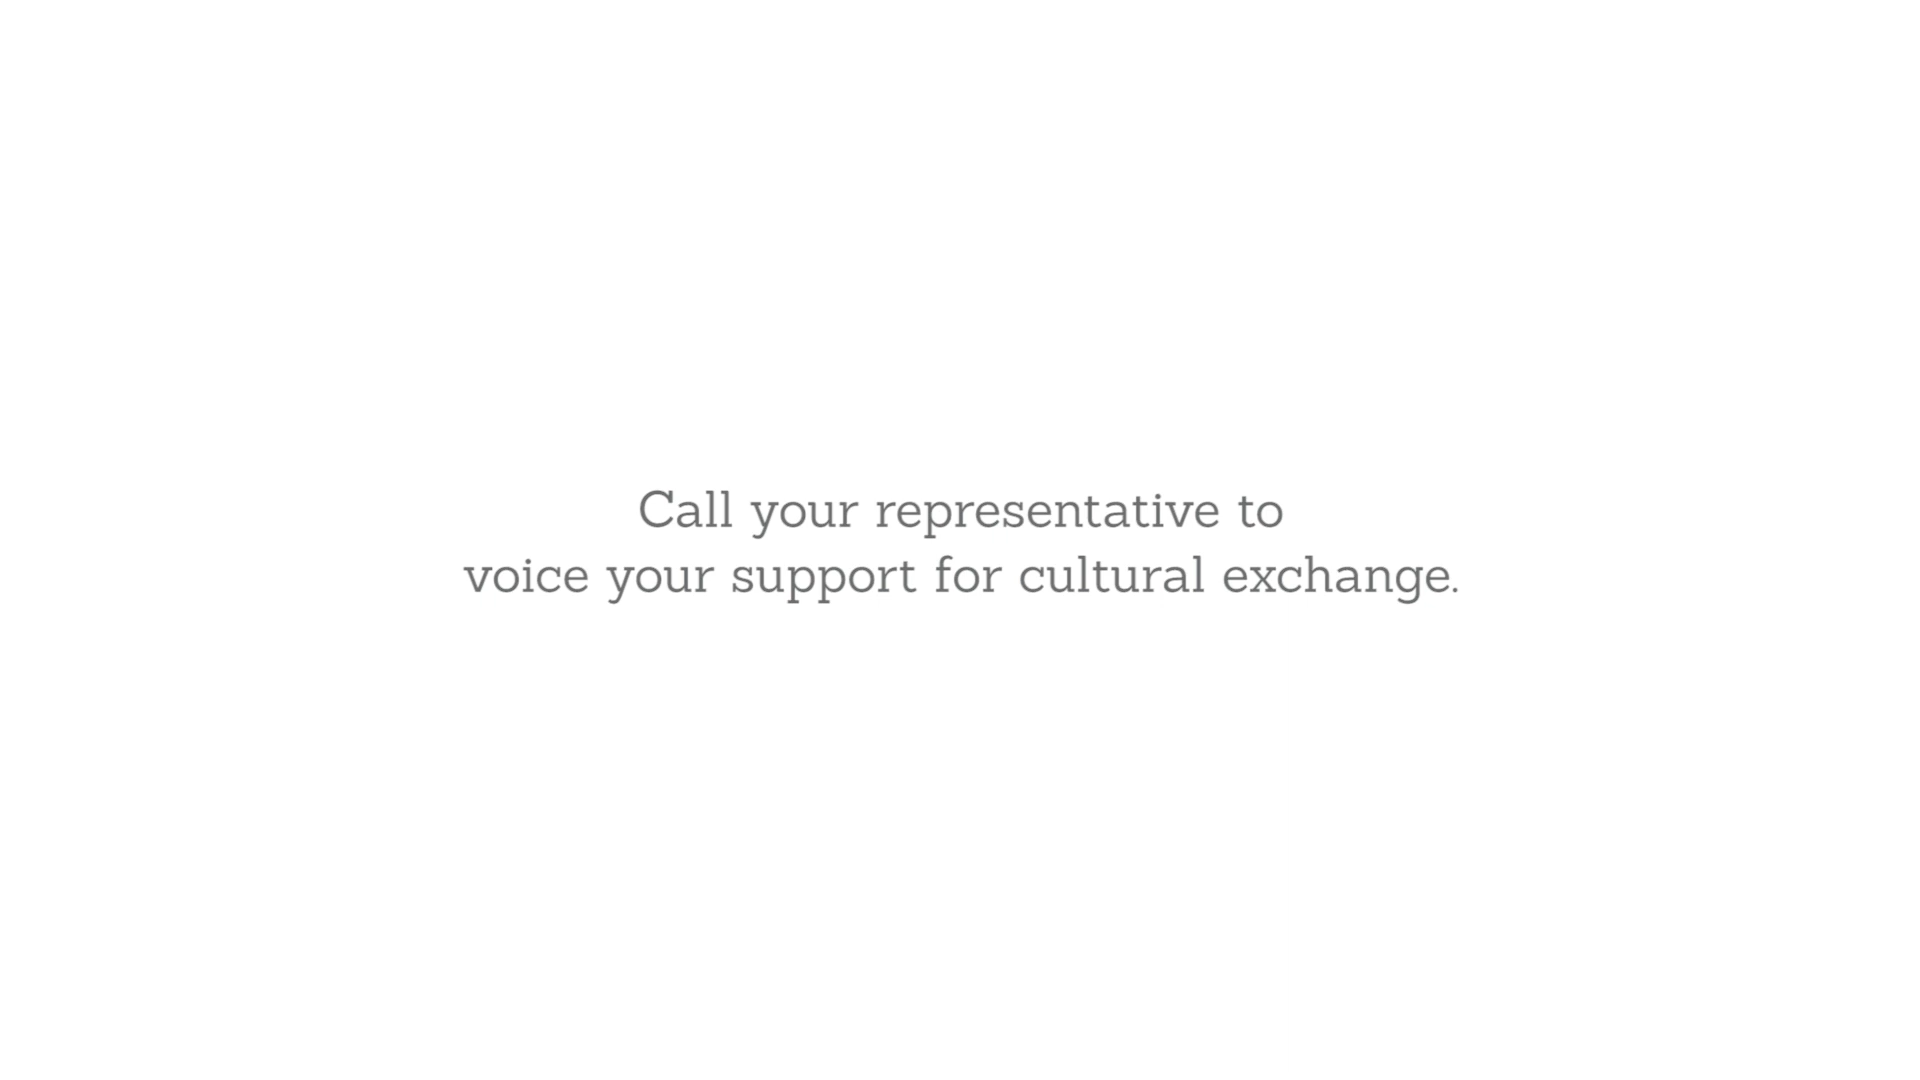 Call your representative to
voice your support for cultural exchange.